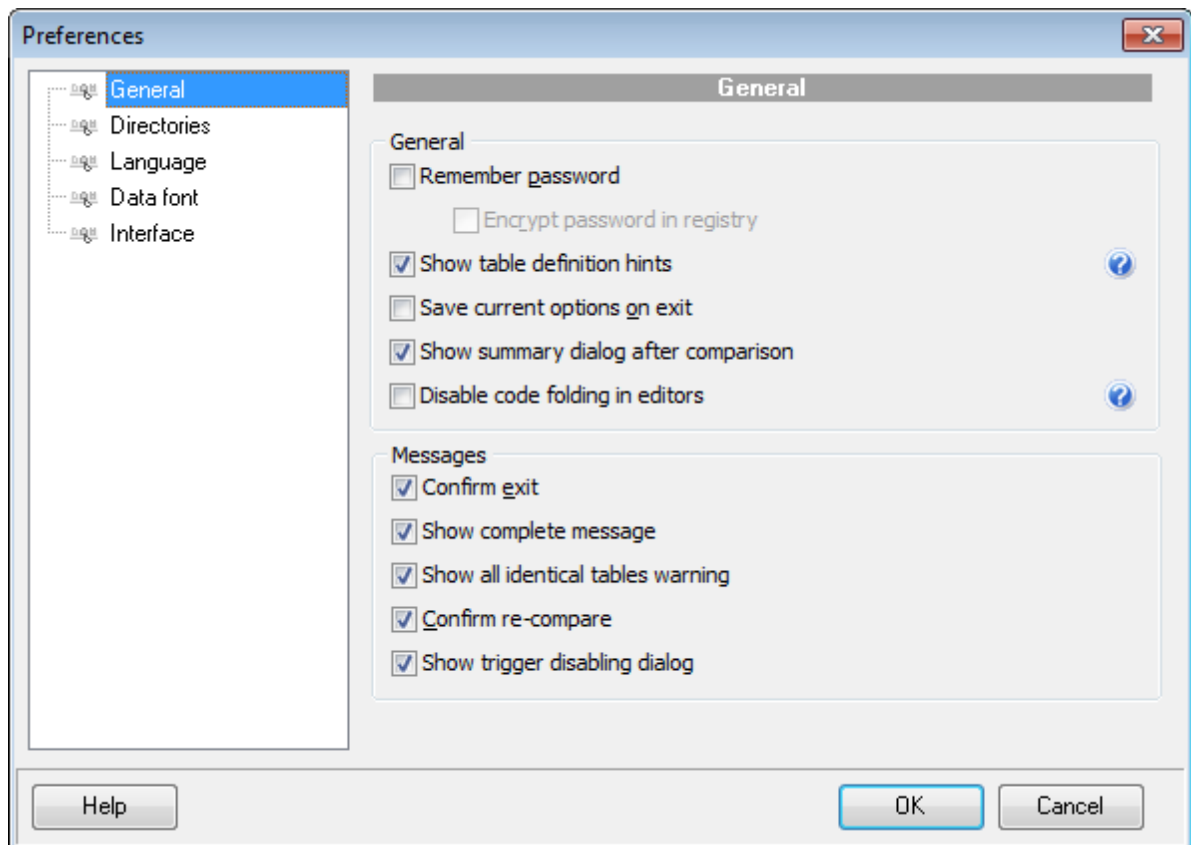 Preferences
General
Directories
Language
Data font
Interface
General
General
Remember password
Encrypt password in registry
Show table definition hints
Save current options on exit
Show summary dialog after comparison
Disable code folding in editors
Messages
Confirm exit
Show complete message
Show all identical tables warning
Confirm re-compare
Show trigger disabling dialog
Help
OK
Cancel